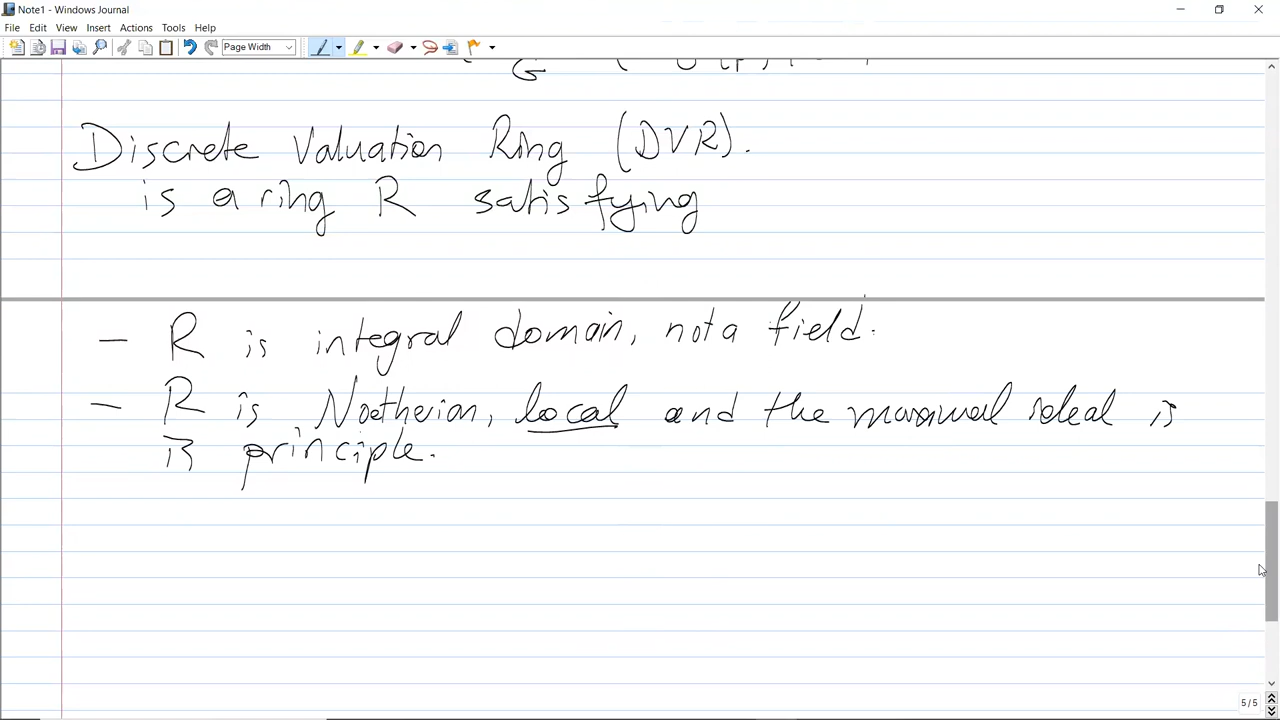 Note1 - Windows Journal
File Edit View Insert Actions Tools Help
Page Width
Discrete Valuation Ring (DVR).
is a ring R satisfying
- R is integral domain, not a field.
- R is Noetherian, local and the maximal ideal is
is principle.
5/5